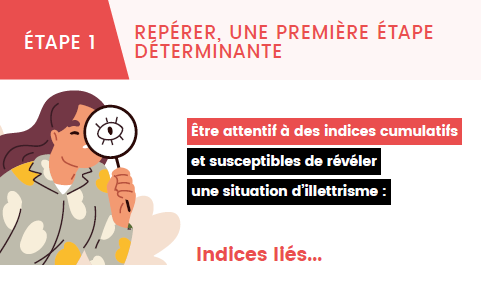 ÉTAPE 1
REPÉRER, UNE PREMIÈRE ÉTAPE
DÉTERMINANTE
Être attentif à des indices cumulatifs
et susceptibles de révéler
une situation d'illettrisme :
Indices liés...